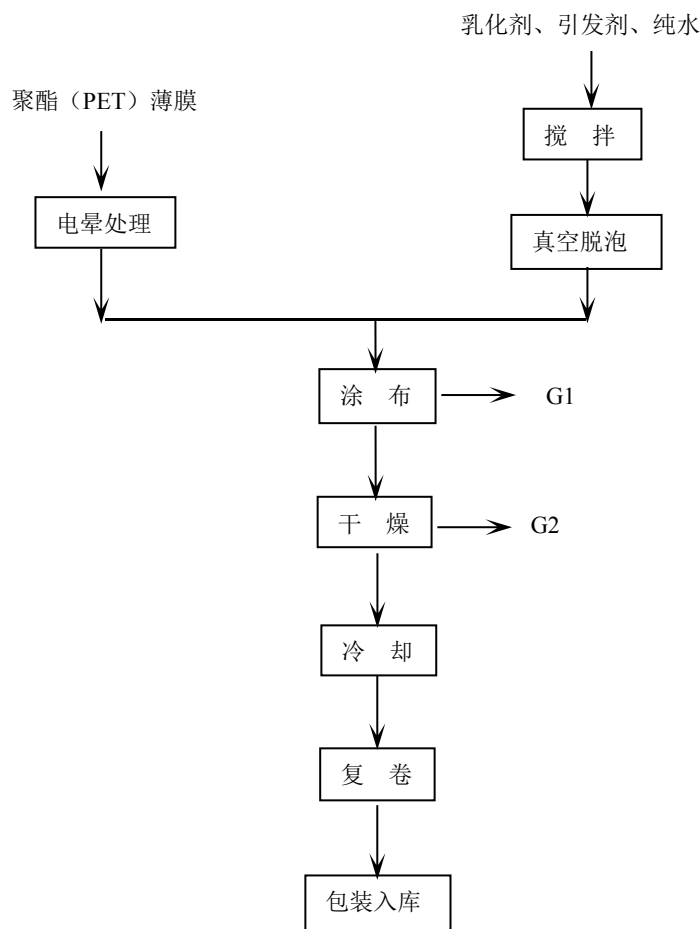 乳化剂、引发剂、纯水
聚酯（PET）薄膜
搅 拌
电晕处理
真空脱泡
涂 布
G1
干 燥
G2
冷 却
复 卷
包装入库